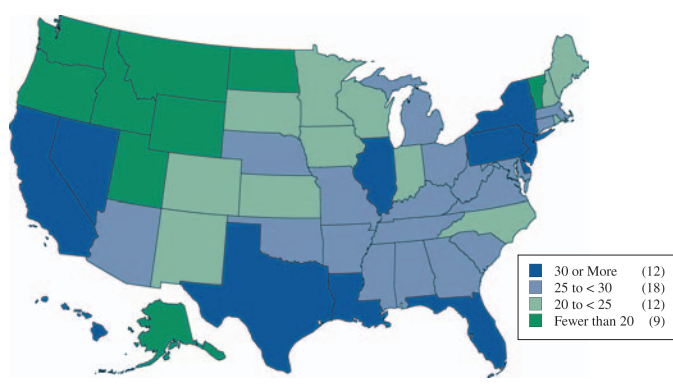 30 or More (12)
25 to < 30 (18)
20 to < 25 (12)
Fewer than 20 (9)